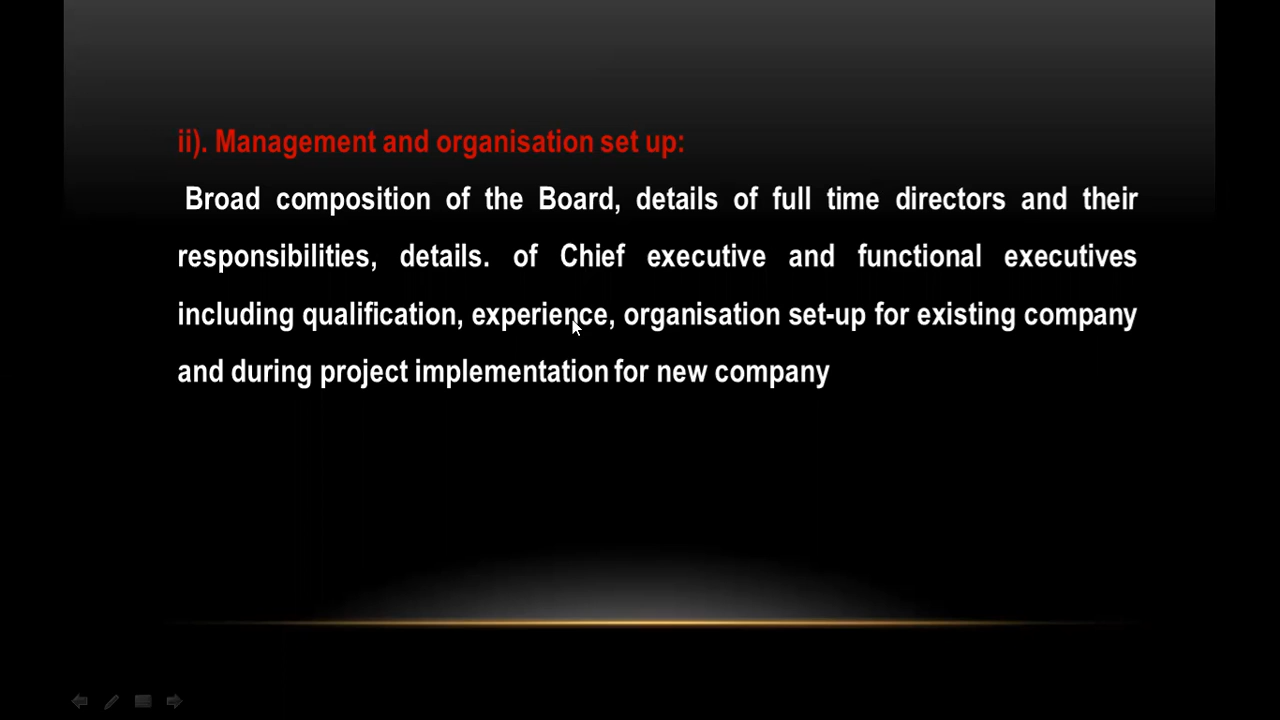 ii). Management and organisation set up:
Broad composition of the Board, details of full time directors and their
responsibilities, details. of Chief executive and functional executives
including qualification, experience, organisation set-up for existing company
and during project implementation for new company